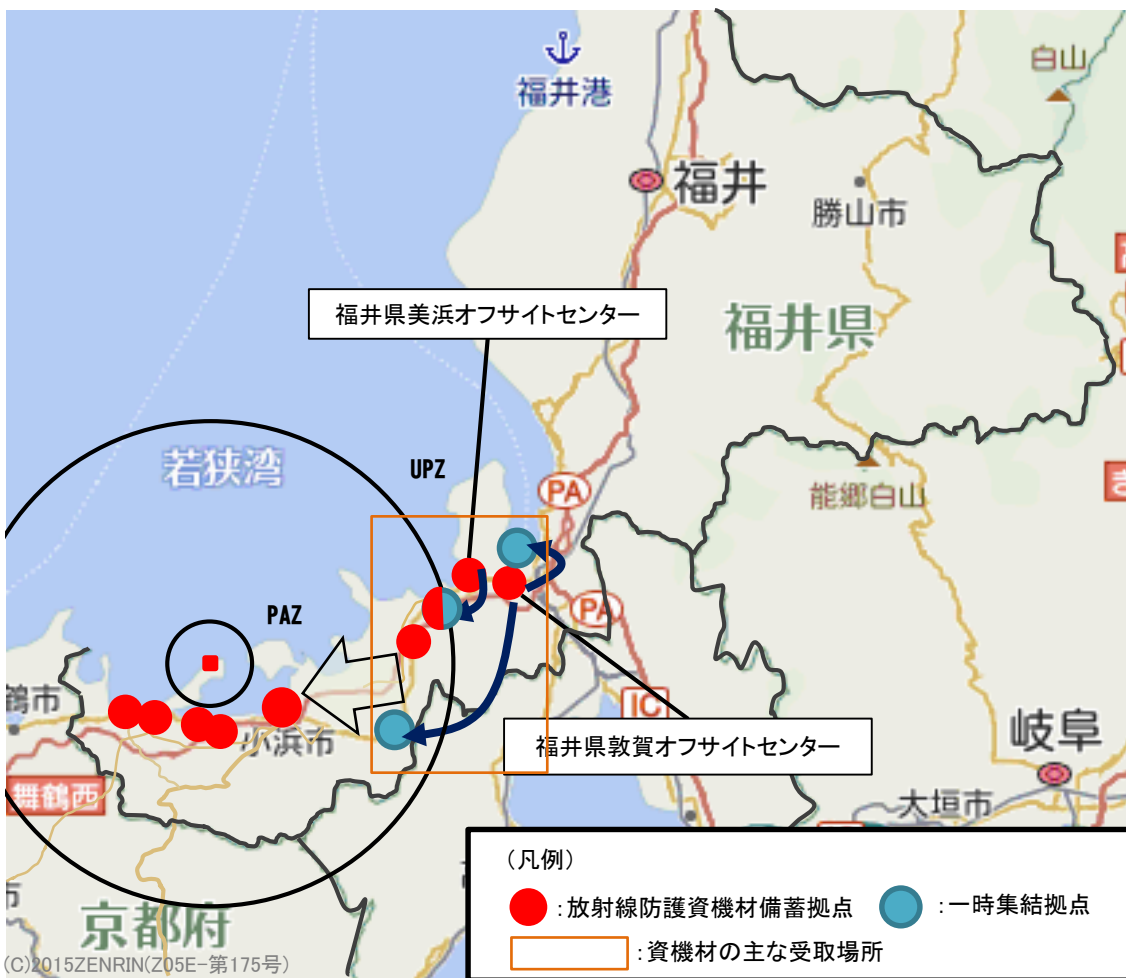 白山
福井港
福井
勝山市
福井県美浜オフサイトセンター
福井県
若狭湾
UPZ
PA
能郷白山
PAZ
PA
鶴市
IC
小浜市
福井県敦賀オフサイトセンター
岐阜
舞鶴西
大垣市
(凡例)
:放射線防護資機材備蓄拠点
:一時集結拠点
京都府
:資機材の主な受取場所
(C)2015ZENRIN(Z05E-第175号)